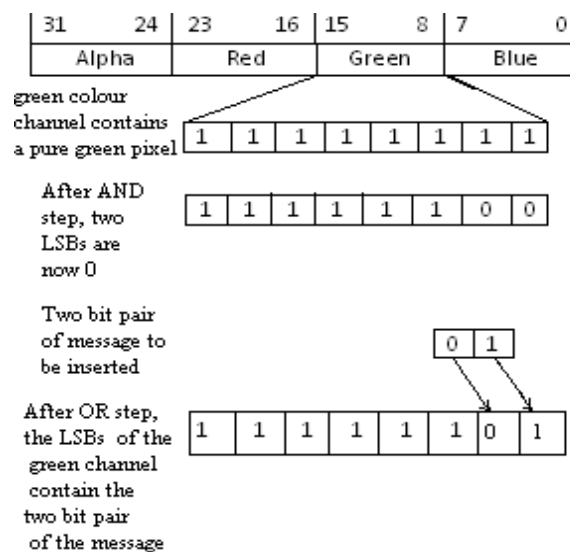 31 24 23 16 15 8 7 0
Alpha Red Green Blue
green colour
channel contains
a pure green pixel
1 1 1 1 1 1 1 1
After AND
step, two
LSBs are
now 0
1 1 1 1 1 1 0 0
Two bit pair
of message to
be inserted
0 1
After OR step,
the LSBs of the
green channel
contain the
two bit pair
of the message
1 1 1 1 1 1 0 1